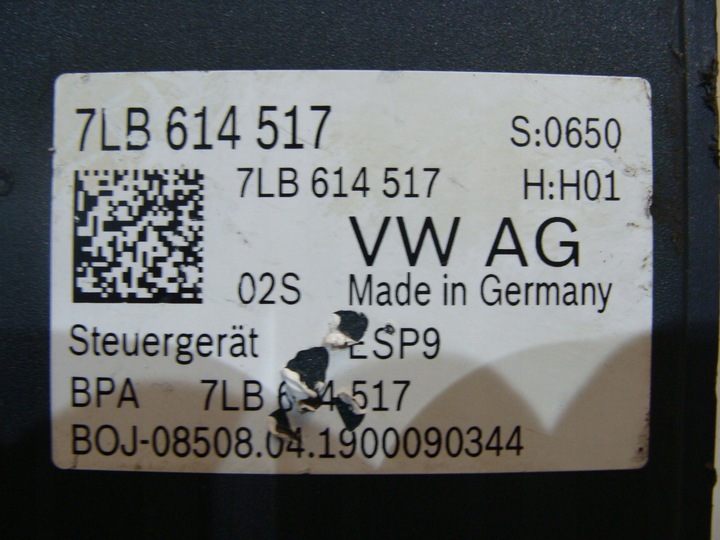 7LB 614 517 S:0650
7LB 614 517 H:H01
VW AG
02S Made in Germany
Steuergerät ESP9
BPA 7LB 614 517
BOJ-08508.04.1900090344